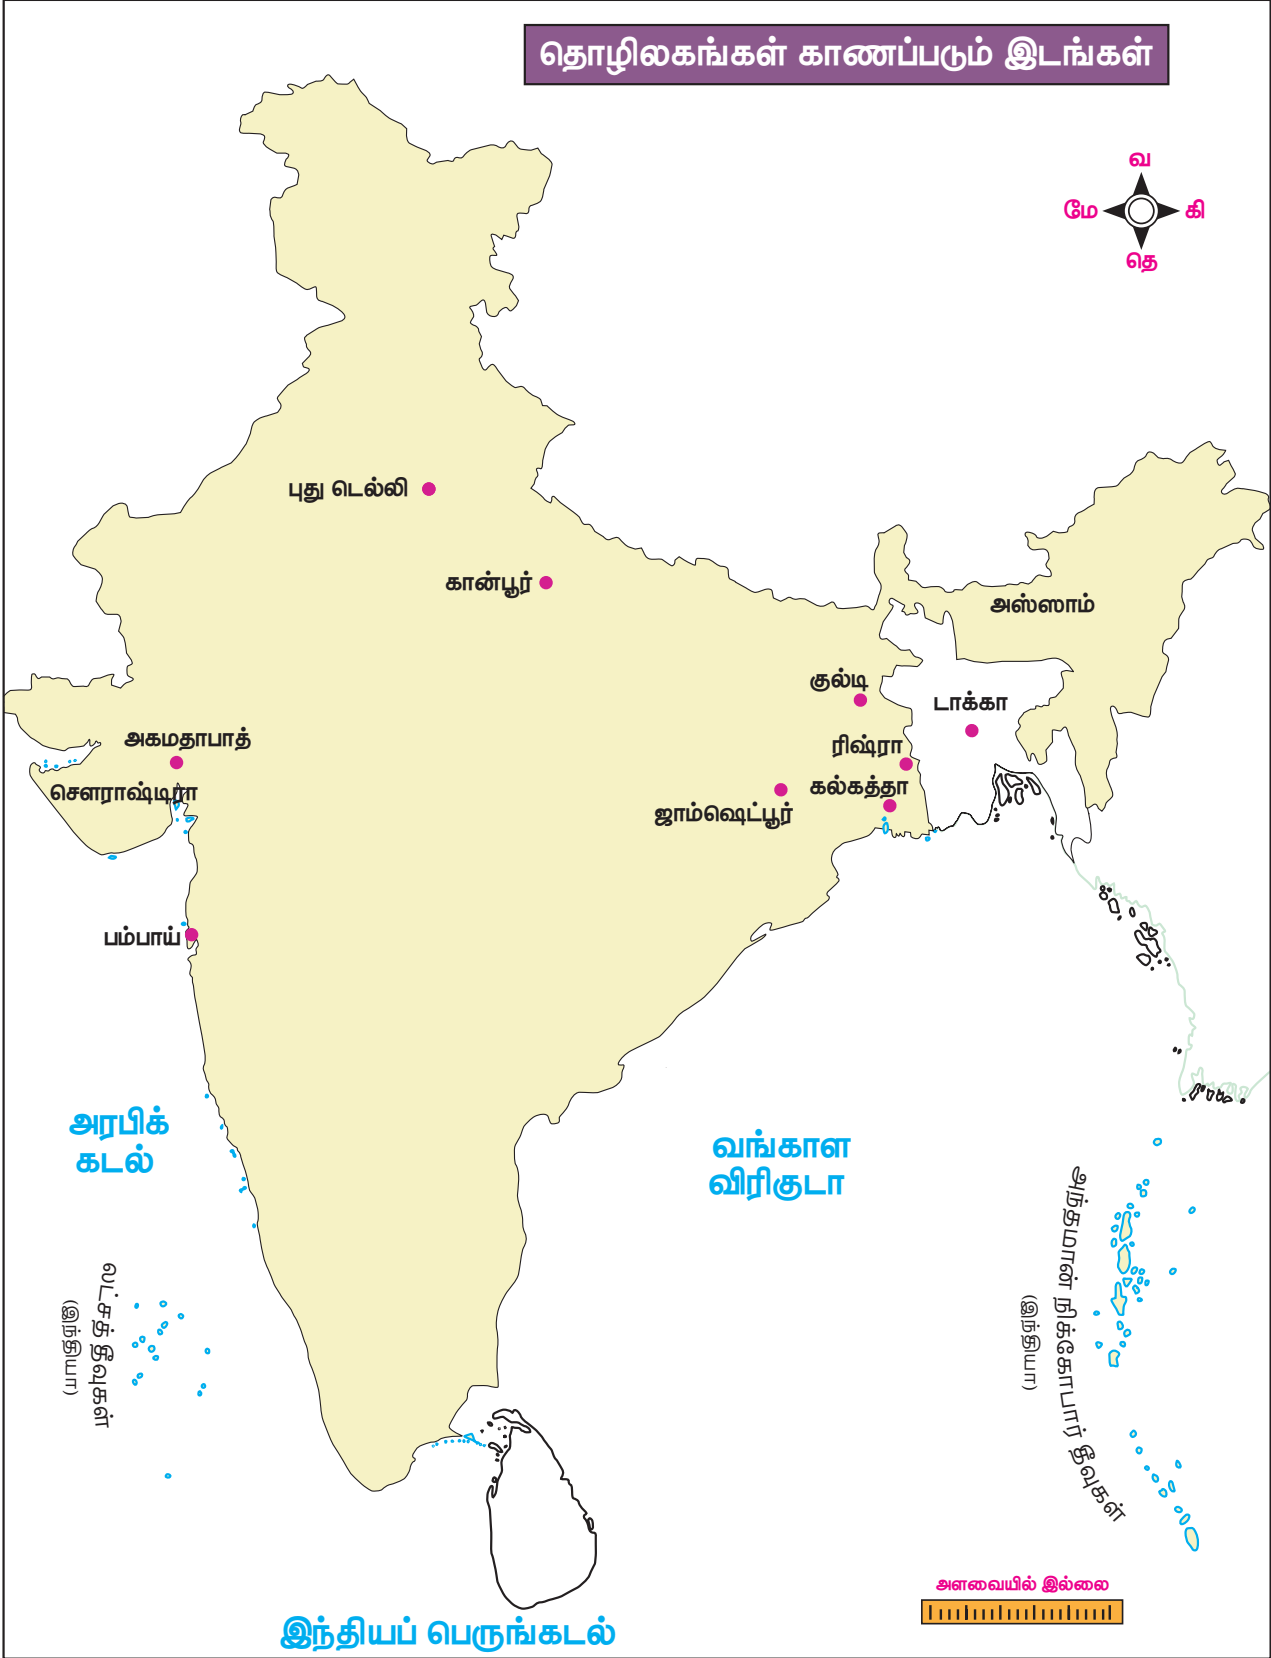 தொழிலகங்கள் காணப்படும் இடங்கள்
வ
மே
கி
தெ
புது டெல்லி
கான்பூர்
அஸ்ஸாம்
குல்டி
டாக்கா
அகமதாபாத்
ரிஷ்ரா
சௌராஷ்டிரா
கல்கத்தா
ஜாம்ஷெட்பூர்
பம்பாய்
அரபிக்
கடல்
வங்காள
விரிகுடா
லட்சத்தீவுகள்
(இந்தியா)
அந்தமான் நிக்கோபார் தீவுகள்
(இந்தியா)
அளவையில் இல்லை
இந்தியப் பெருங்கடல்